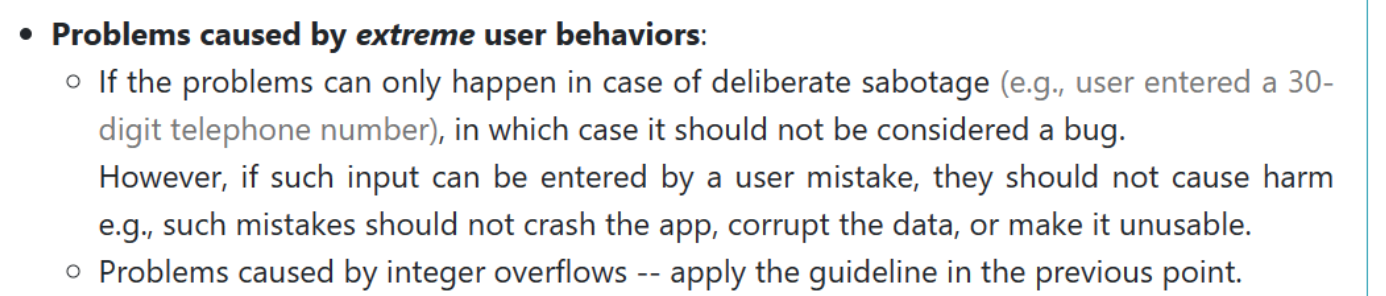 • Problems caused by extreme user behaviors:
○ If the problems can only happen in case of deliberate sabotage (e.g., user entered a 30-
digit telephone number), in which case it should not be considered a bug.
However, if such input can be entered by a user mistake, they should not cause harm
e.g., such mistakes should not crash the app, corrupt the data, or make it unusable.
○ Problems caused by integer overflows -- apply the guideline in the previous point.